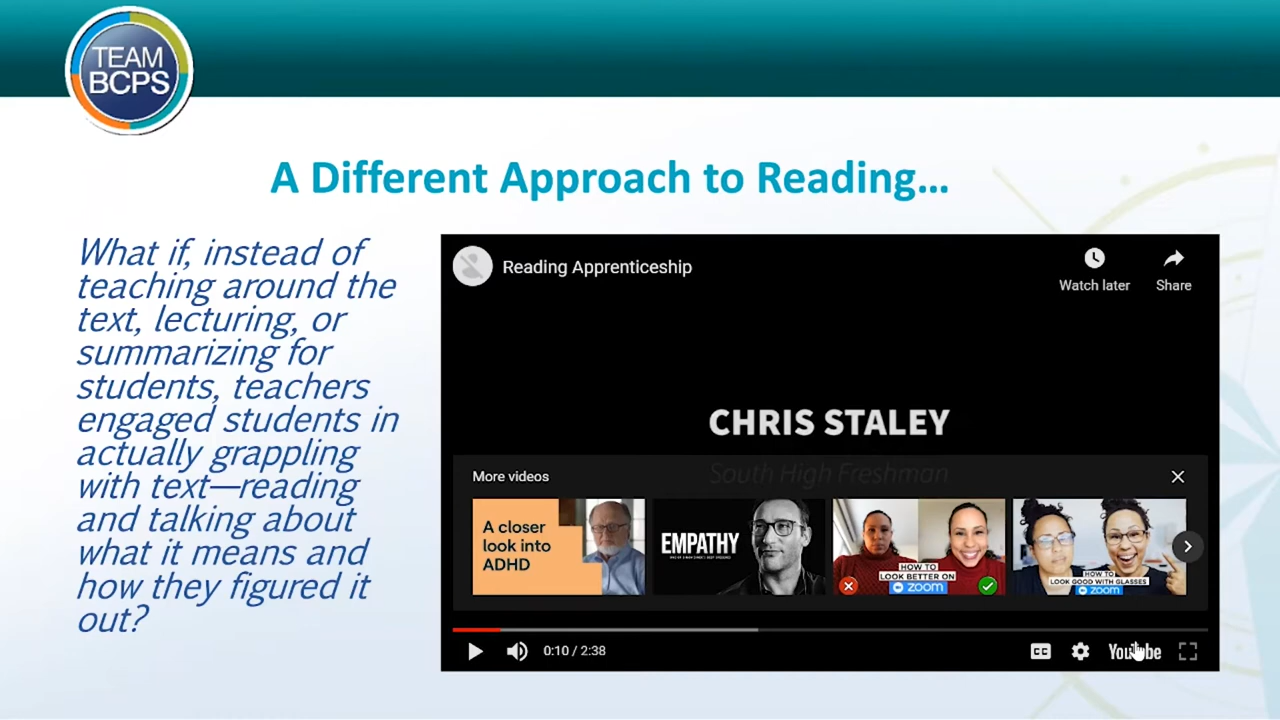 TEAM
BCPS
A Different Approach to Reading...
What if, instead of
teaching around the
text, lecturing, or
summarizing for
students, teachers
engaged students in
actually grappling
with text—reading
and talking about
what it means and
how they figured it
out?
Reading Apprenticeship
Watch later
Share
CHRIS STALEY
South High Freshman
More videos
A closer
look into
ADHD
EMPATHY
HOW TO
LOOK BETTER ON
zoom
HOW TO
LOOK GOOD WITH GLASSES
zoom
0:10 / 2:38
CC
YouTube